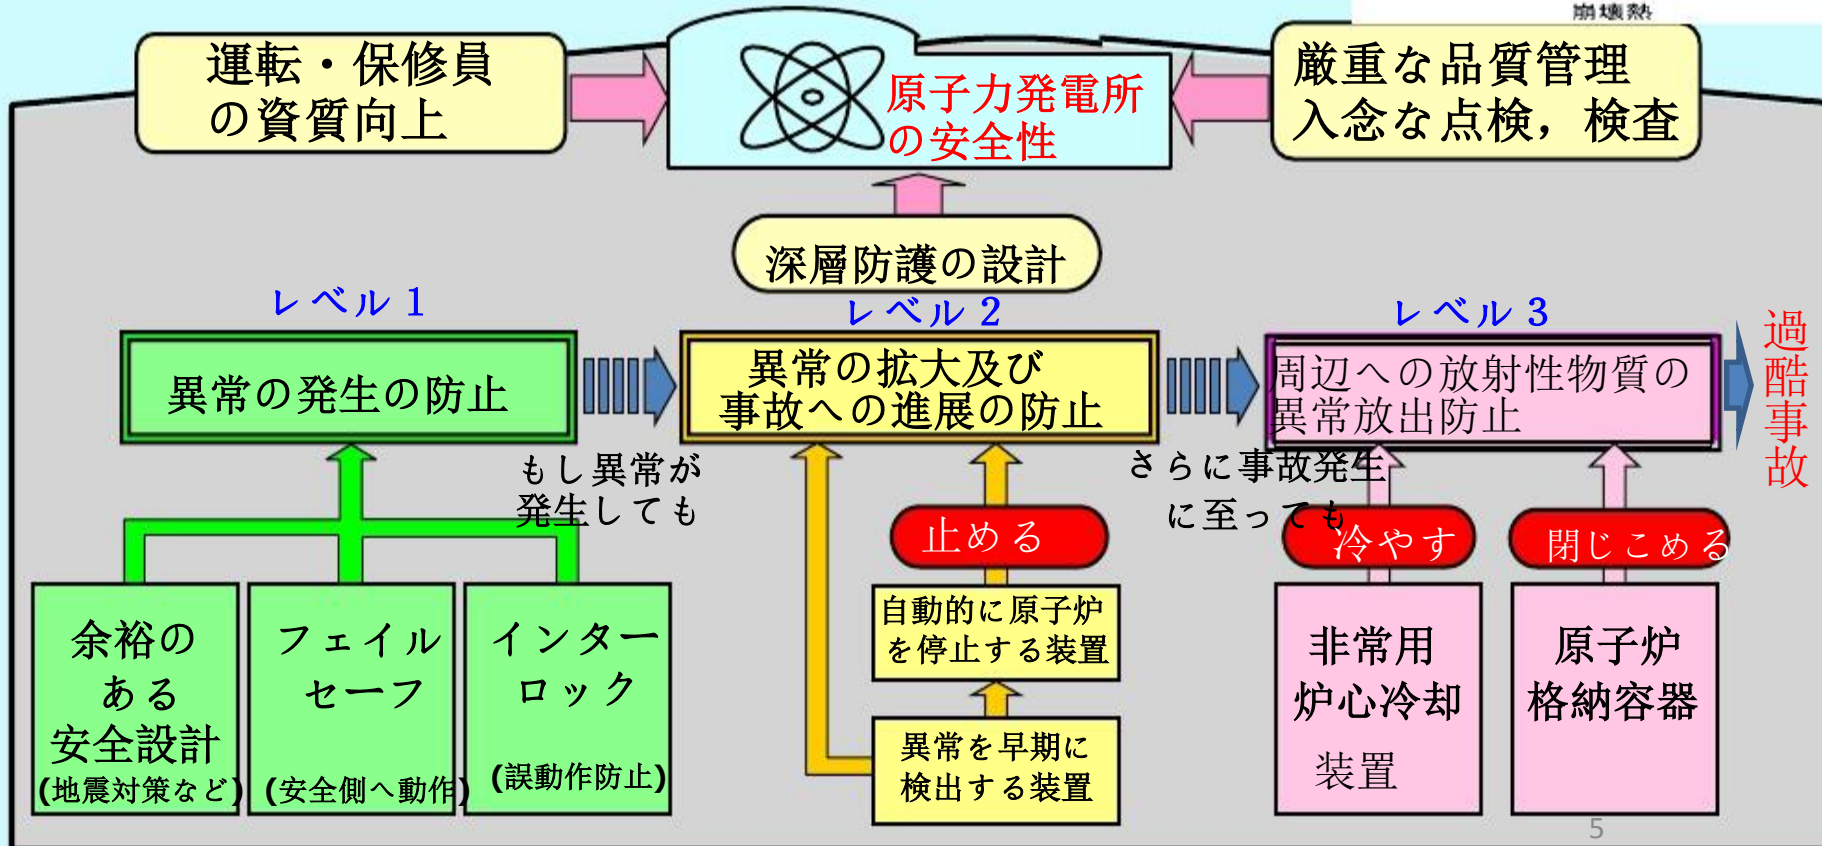 崩壊熱
運転・保修員
の資質向上
原子力発電所
の安全性
厳重な品質管理
入念な点検，検査
深層防護の設計
レベル１
レベル２
レベル３
異常の発生の防止
異常の拡大及び
事故への進展の防止
周辺への放射性物質の
異常放出防止
過酷事故
もし異常が
発生しても
さらに事故発生
に至っても
止める
冷やす
閉じこめる
余裕の
ある
安全設計
(地震対策など)
フェイル
セーフ
(安全側へ動作)
インター
ロック
(誤動作防止)
自動的に原子炉
を停止する装置
異常を早期に
検出する装置
非常用
炉心冷却
装置
原子炉
格納容器
5